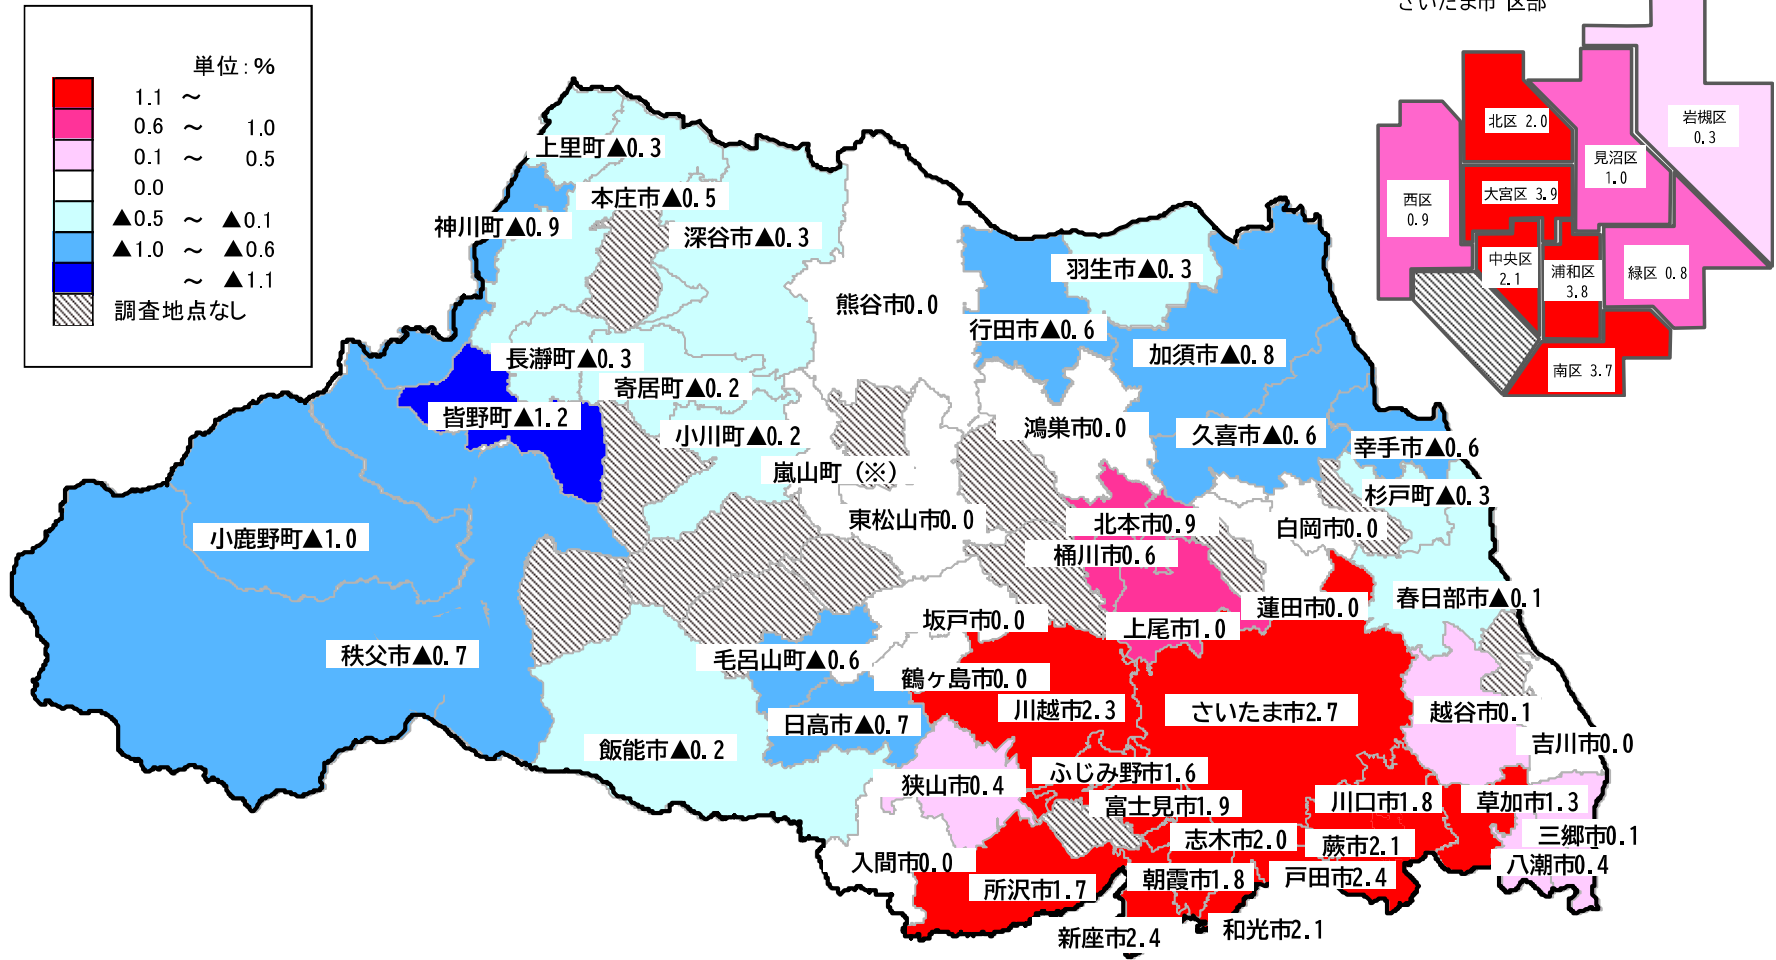 さいたま市 区部
単位:%
1.1 ～
0.6 ～ 1.0
0.1 ～ 0.5
0.0
▲0.5 ～ ▲0.1
▲1.0 ～ ▲0.6
～ ▲1.1
調査地点なし
北区 2.0
岩槻区
0.3
見沼区
1.0
西区
0.9
大宮区 3.9
中央区
2.1
浦和区
3.8
緑区 0.8
南区 3.7
上里町▲0.3
本庄市▲0.5
神川町▲0.9
深谷市▲0.3
羽生市▲0.3
熊谷市0.0
行田市▲0.6
加須市▲0.8
長瀞町▲0.3
寄居町▲0.2
皆野町▲1.2
小川町▲0.2
鴻巣市0.0
久喜市▲0.6
幸手市▲0.6
嵐山町（※）
杉戸町▲0.3
東松山市0.0
北本市0.9
白岡市0.0
小鹿野町▲1.0
桶川市0.6
春日部市▲0.1
蓮田市0.0
坂戸市0.0
上尾市1.0
秩父市▲0.7
毛呂山町▲0.6
鶴ヶ島市0.0
川越市2.3
さいたま市2.7
越谷市0.1
日高市▲0.7
飯能市▲0.2
吉川市0.0
狭山市0.4
ふじみ野市1.6
富士見市1.9
川口市1.8
草加市1.3
三郷市0.1
志木市2.0
蕨市2.1
入間市0.0
八潮市0.4
所沢市1.7
朝霞市1.8
戸田市2.4
新座市2.4
和光市2.1